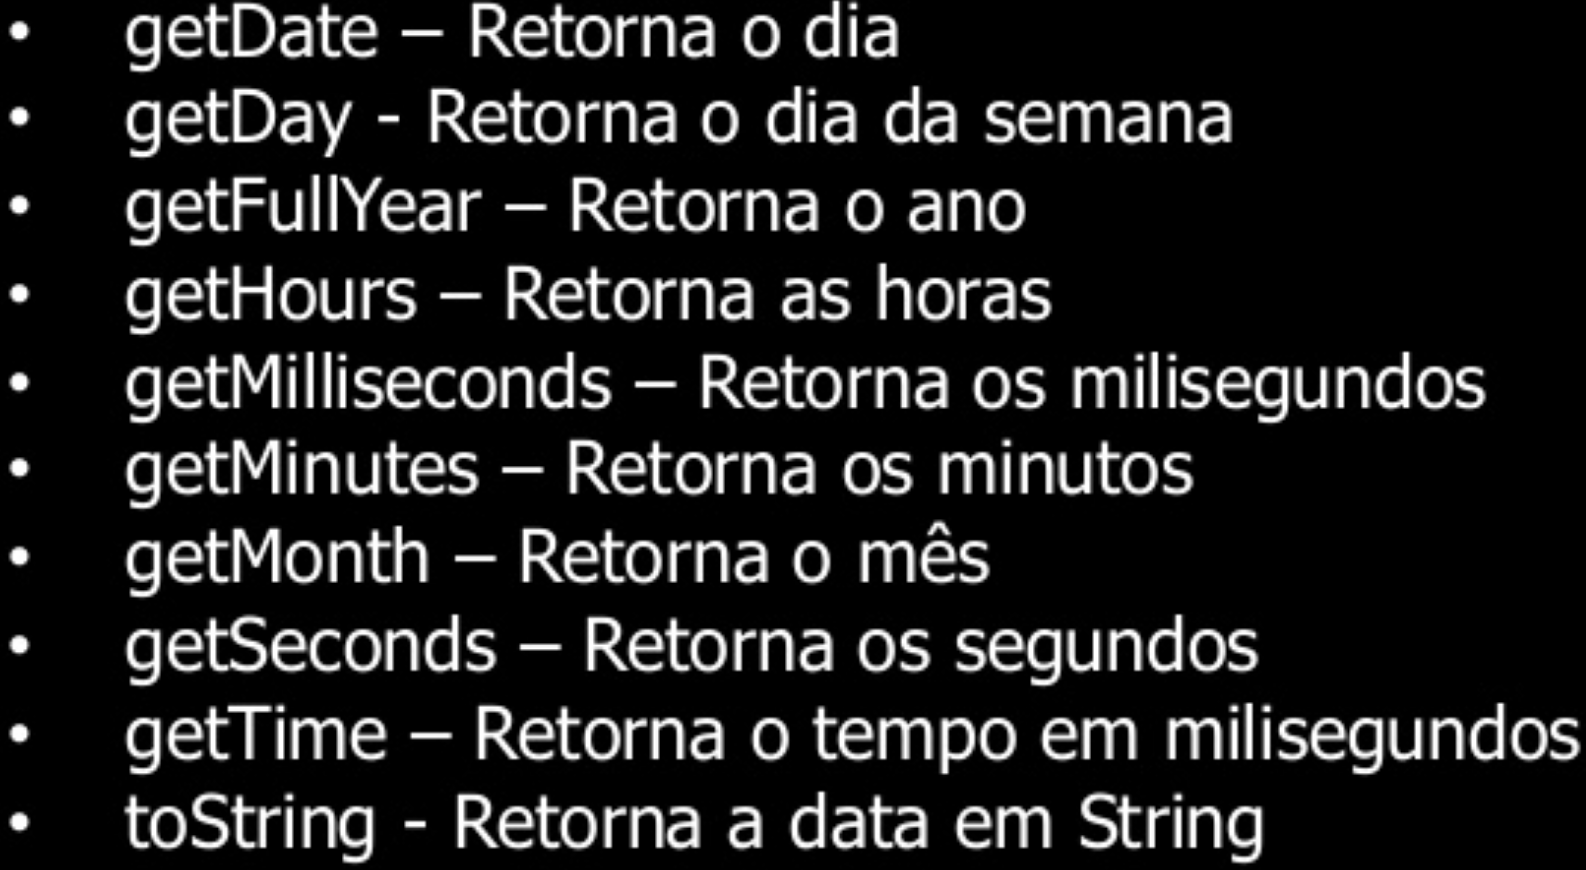 • getDate – Retorna o dia
• getDay - Retorna o dia da semana
• getFullYear – Retorna o ano
• getHours – Retorna as horas
• getMilliseconds – Retorna os milisegundos
• getMinutes – Retorna os minutos
• getMonth – Retorna o mês
• getSeconds – Retorna os segundos
• getTime – Retorna o tempo em milisegundos
• toString - Retorna a data em String